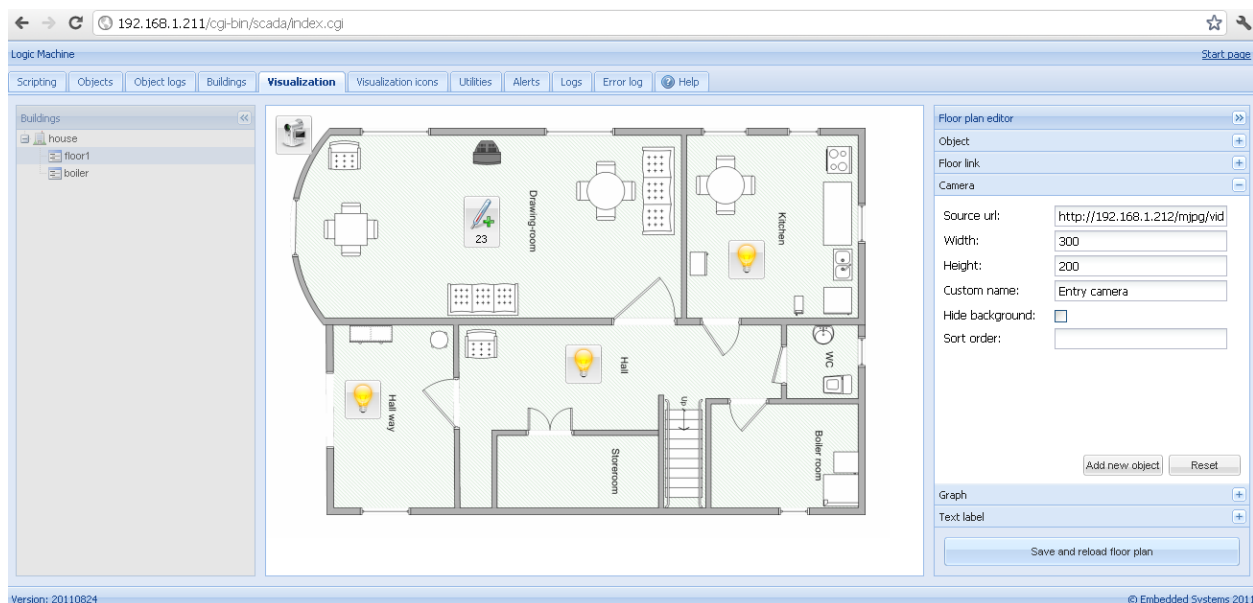 192.168.1.211/cgi-bin/scada/index.cgi
Logic Machine
Start page
Scripting
Objects
Object logs
Buildings
Visualization
Visualization icons
Utilities
Alerts
Logs
Error log
Help
Buildings
house
floor1
boiler
Drawing-room
23
Kitchen
Hall
WC
Hall way
Up
Storeroom
Boiler room
Floor plan editor
Object
Floor link
Camera
Source url: http://192.168.1.212/mjpg/vid
Width: 300
Height: 200
Custom name: Entry camera
Hide background:
Sort order:
Add new object
Reset
Graph
Text label
Save and reload floor plan
Version: 20110824
© Embedded Systems 2011